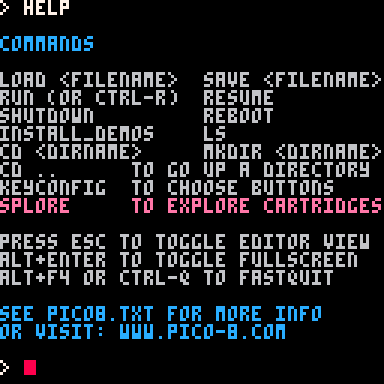 > HELP
COMMANDS
LOAD <FILENAME> SAVE <FILENAME>
RUN (OR CTRL-R) RESUME
SHUTDOWN REBOOT
INSTALL_DEMOS LS
CD <DIRNAME> MKDIR <DIRNAME>
CD .. TO GO UP A DIRECTORY
KEYCONFIG TO CHOOSE BUTTONS
SPLORE TO EXPLORE CARTRIDGES
PRESS ESC TO TOGGLE EDITOR VIEW
ALT+ENTER TO TOGGLE FULLSCREEN
ALT+F4 OR CTRL-Q TO FASTQUIT
SEE PICO8.TXT FOR MORE INFO
OR VISIT: WWW.PICO-8.COM
>